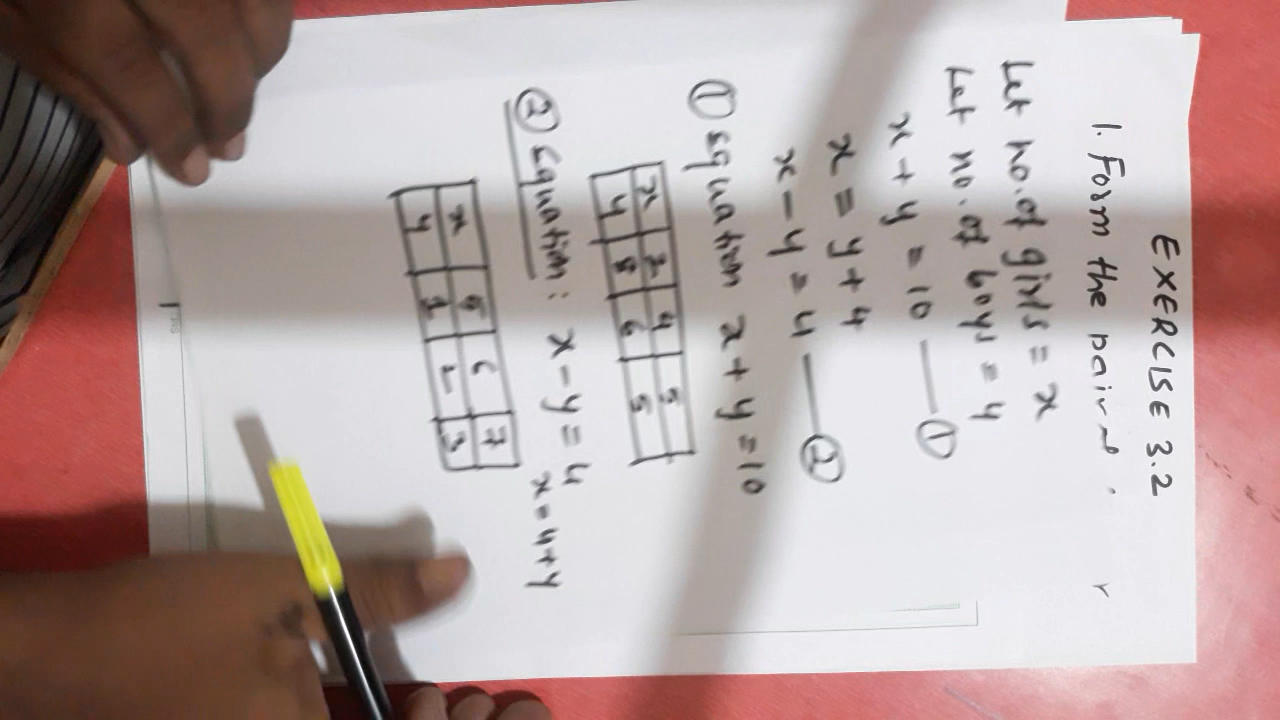 EXERCISE 3.2
1. Form the pair
Let no. of girls = x
Let no. of boys = y
x + y = 10 — ①
x = y + 4
x - y = 4 — ②
① Equation x + y = 10
x 2 4 5
y 8 6 5
② Equation: x - y = 4
x = 4 + y
x 5 6 7
y 1 2 3